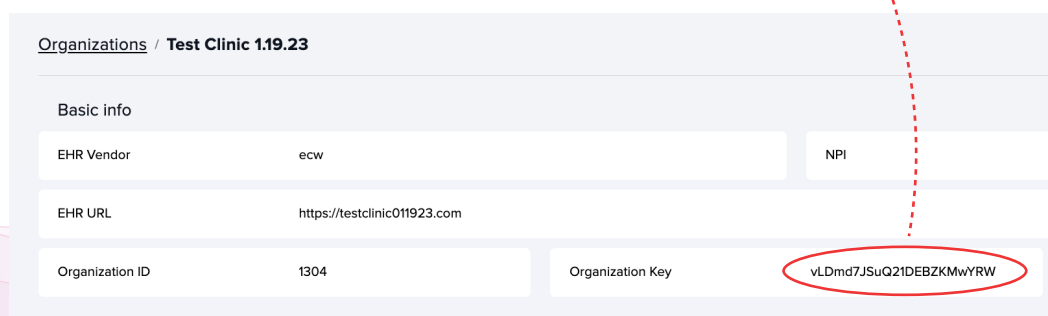 Organizations / Test Clinic 1.19.23
Basic info
EHR Vendor ecw NPI
EHR URL https://testclinic011923.com
Organization ID 1304 Organization Key vLDmd7JSuQ21DEBZKMwYRW